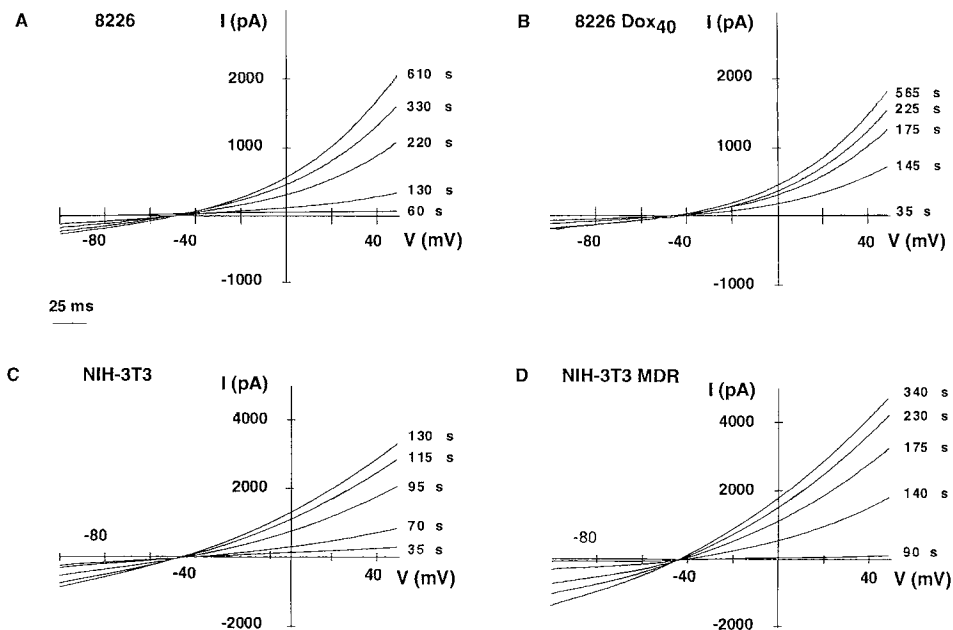 A 8226 I (pA)
2000
1000
-1000
610 s
330 s
220 s
130 s
60 s
-80 -40 40 V (mV)
25 ms
B 8226 Dox40 I (pA)
2000
1000
-1000
565 s
225 s
175 s
145 s
35 s
-80 -40 40 V (mV)
C NIH-3T3 I (pA)
4000
2000
-2000
130 s
115 s
95 s
70 s
35 s
-80 -40 40 V (mV)
D NIH-3T3 MDR I (pA)
4000
2000
-2000
340 s
230 s
175 s
140 s
90 s
-80 -40 40 V (mV)